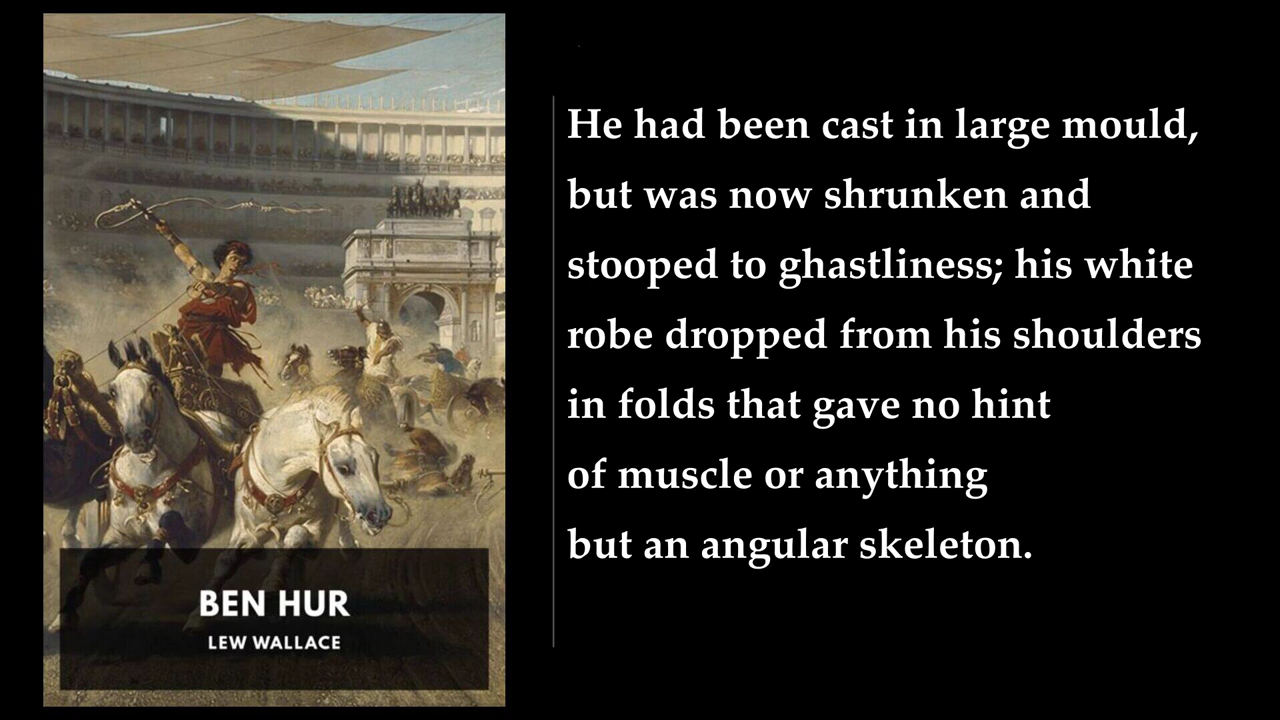 BEN HUR
LEW WALLACE
He had been cast in large mould,
but was now shrunken and
stooped to ghastliness; his white
robe dropped from his shoulders
in folds that gave no hint
of muscle or anything
but an angular skeleton.